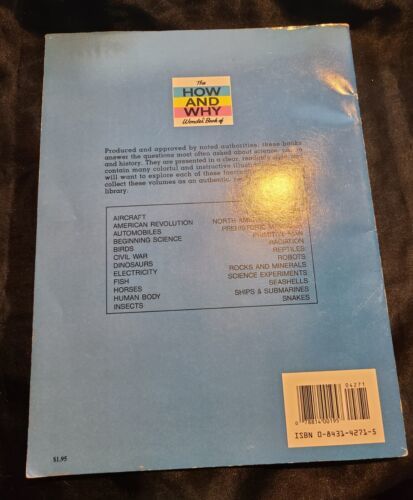 The
HOW
AND
WHY
Wonder Book of
Produced and approved by noted authorities, these books
answer the questions most often asked about science,
and history. They are presented in a clear, readable
contain many colorful and instructive
will want to explore each of these
collect these volumes as an authentic,
library.
AIRCRAFT
AMERICAN REVOLUTION
AUTOMOBILES
BEGINNING SCIENCE
BIRDS
CIVIL WAR
DINOSAURS
ELECTRICITY
FISH
HORSES
HUMAN BODY
INSECTS
NORTH
PREHISTORIC
PRIMITIVE MAN
RADIATION
REPTILES
ROBOTS
ROCKS AND MINERALS
SCIENCE EXPERIMENTS
SEASHELLS
SHIPS & SUBMARINES
SNAKES
04271
ISBN 0-8431-4271-5
$1.95